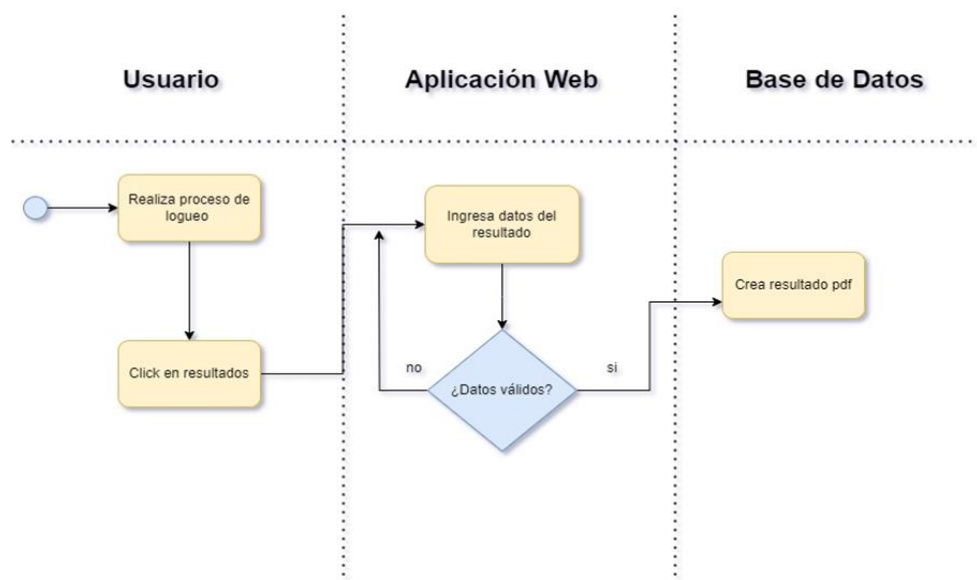 Usuario
Aplicación Web
Base de Datos
Realiza proceso de
logueo
Click en resultados
Ingresa datos del
resultado
¿Datos válidos?
no
si
Crea resultado pdf